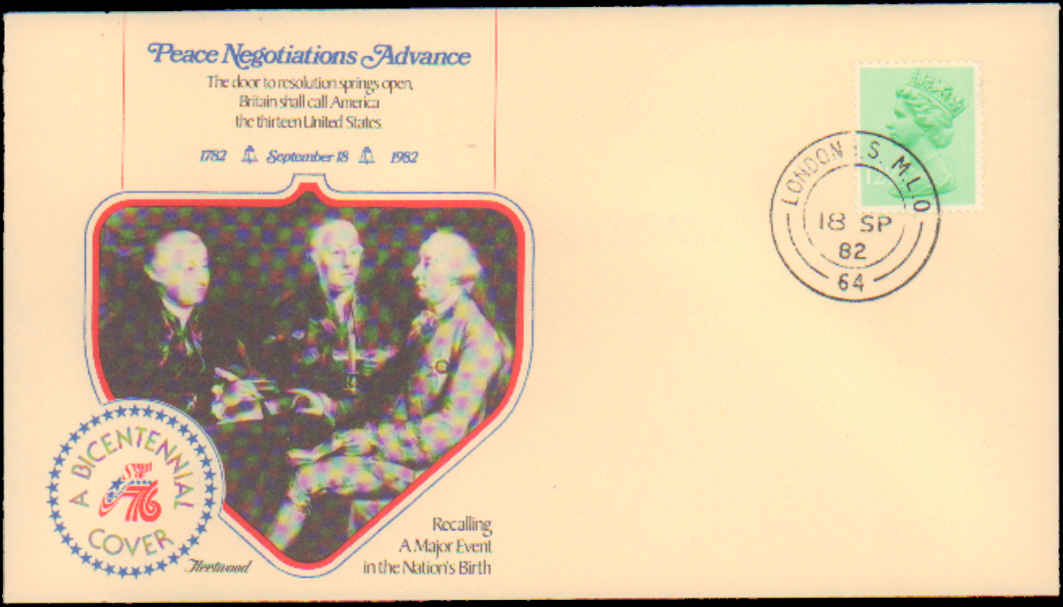 Peace Negotiations Advance
The door to resolution springs open,
Britain shall call America
the thirteen United States.
1782 September 18 1982
LONDON S. M.L.O
18 SP
82
64
A BICENTENNIAL
76
COVER
Fleetwood
Recalling
A Major Event
in the Nation's Birth